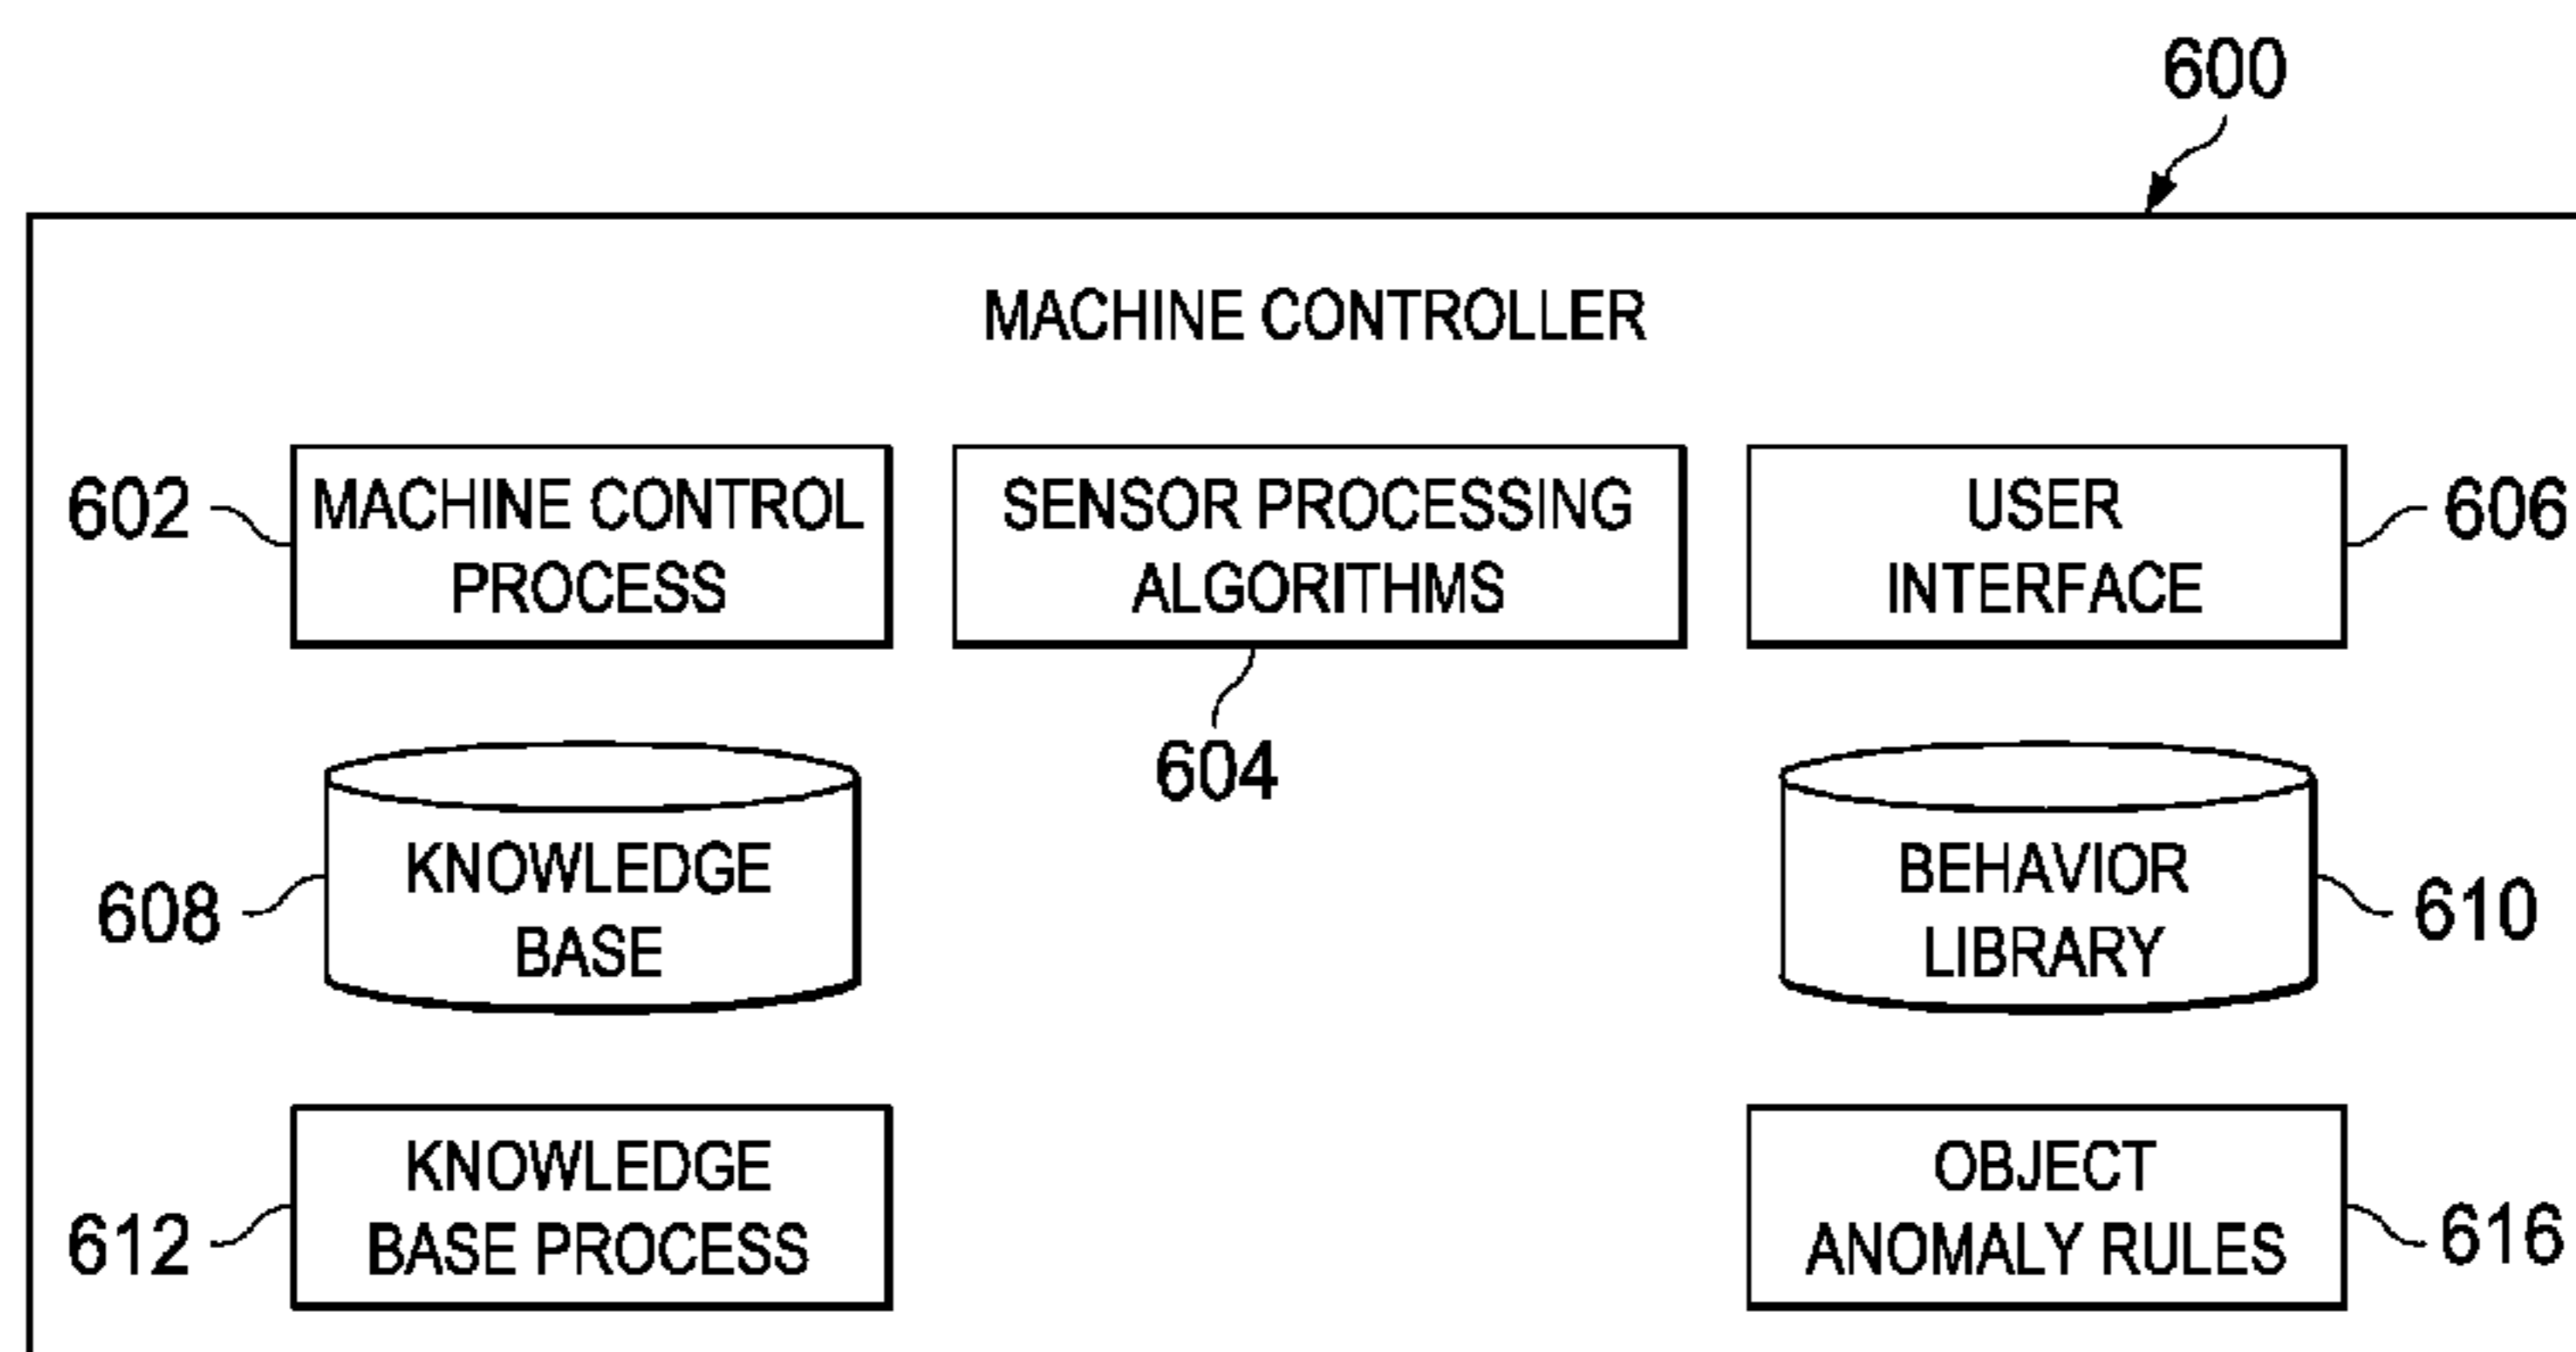 600
MACHINE CONTROLLER
602
MACHINE CONTROL
PROCESS
SENSOR PROCESSING
ALGORITHMS
604
USER
INTERFACE
606
608
KNOWLEDGE
BASE
BEHAVIOR
LIBRARY
610
612
KNOWLEDGE
BASE PROCESS
OBJECT
ANOMALY RULES
616